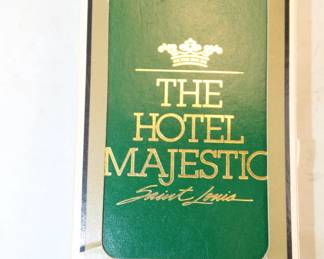 THE
HOTEL
MAJESTIC
Saint Louis